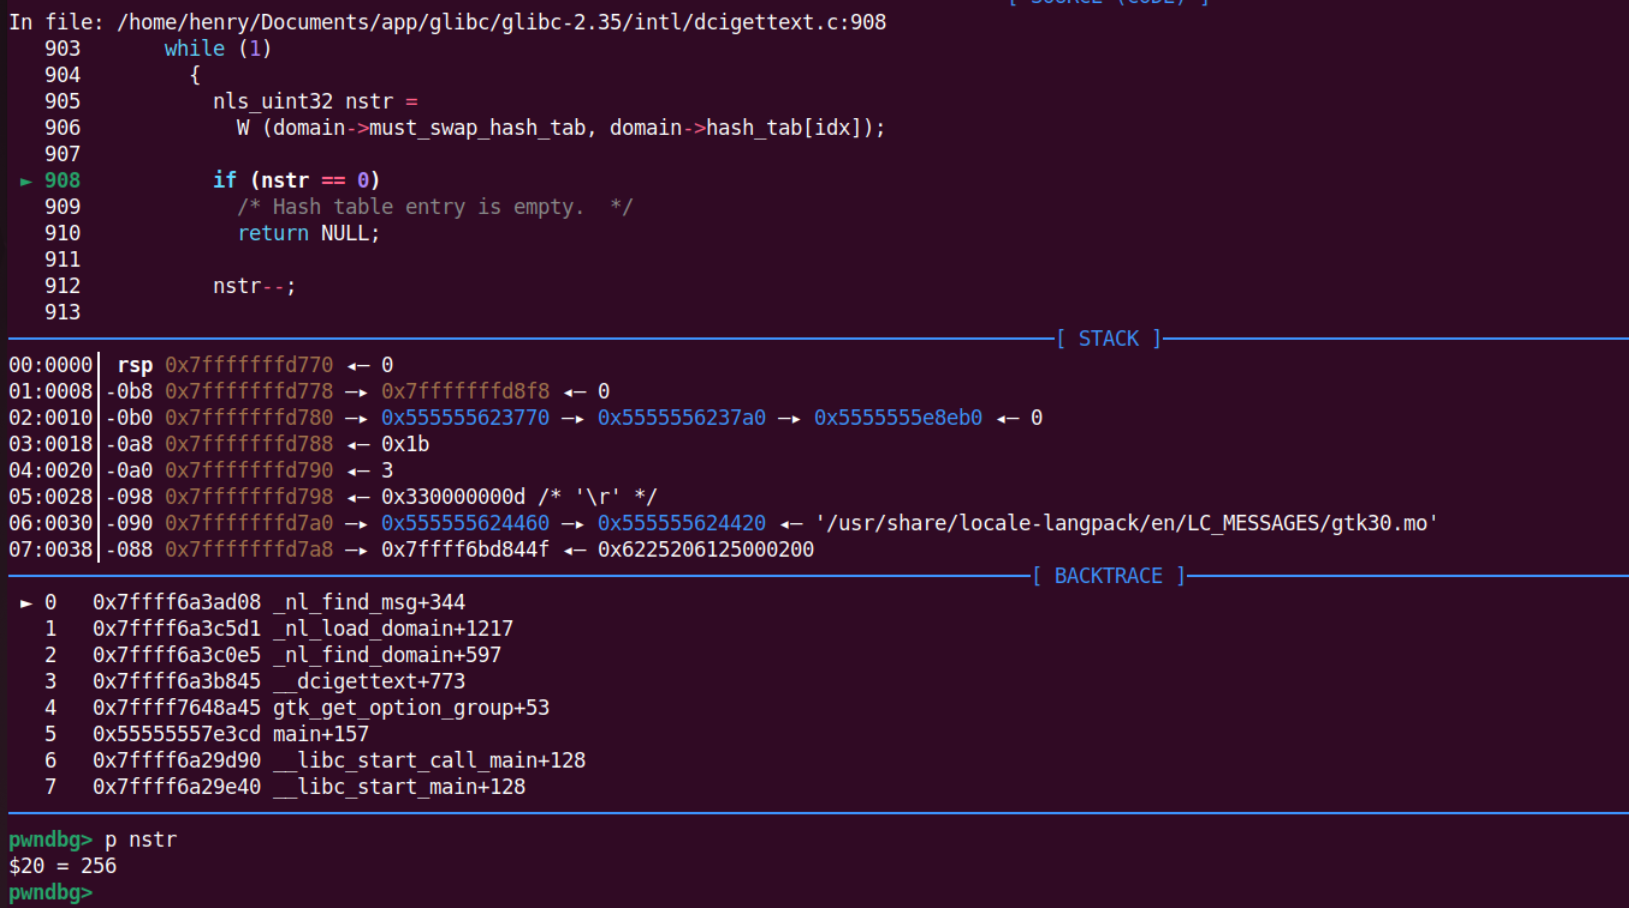 [ SOURCE (CODE) ]
In file: /home/henry/Documents/app/glibc/glibc-2.35/intl/dcigettext.c:908
903 while (1)
904 {
905 nls_uint32 nstr =
906 W (domain->must_swap_hash_tab, domain->hash_tab[idx]);
907
► 908 if (nstr == 0)
909 /* Hash table entry is empty. */
910 return NULL;
911
912 nstr--;
913
[ STACK ]
00:0000│ rsp 0x7fffffffd770 ◂— 0
01:0008│-0b8 0x7fffffffd778 —▸ 0x7fffffffd8f8 ◂— 0
02:0010│-0b0 0x7fffffffd780 —▸ 0x555555623770 —▸ 0x5555556237a0 —▸ 0x5555555e8eb0 ◂— 0
03:0018│-0a8 0x7fffffffd788 ◂— 0x1b
04:0020│-0a0 0x7fffffffd790 ◂— 3
05:0028│-098 0x7fffffffd798 ◂— 0x330000000d /* '\r' */
06:0030│-090 0x7fffffffd7a0 —▸ 0x555555624460 —▸ 0x555555624420 ◂— '/usr/share/locale-langpack/en/LC_MESSAGES/gtk30.mo'
07:0038│-088 0x7fffffffd7a8 —▸ 0x7ffff6bd844f ◂— 0x6225206125000200
[ BACKTRACE ]
► 0 0x7ffff6a3ad08 _nl_find_msg+344
1 0x7ffff6a3c5d1 _nl_load_domain+1217
2 0x7ffff6a3c0e5 _nl_find_domain+597
3 0x7ffff6a3b845 __dcigettext+773
4 0x7ffff7648a45 gtk_get_option_group+53
5 0x55555557e3cd main+157
6 0x7ffff6a29d90 __libc_start_call_main+128
7 0x7ffff6a29e40 __libc_start_main+128
pwndbg> p nstr
$20 = 256
pwndbg>